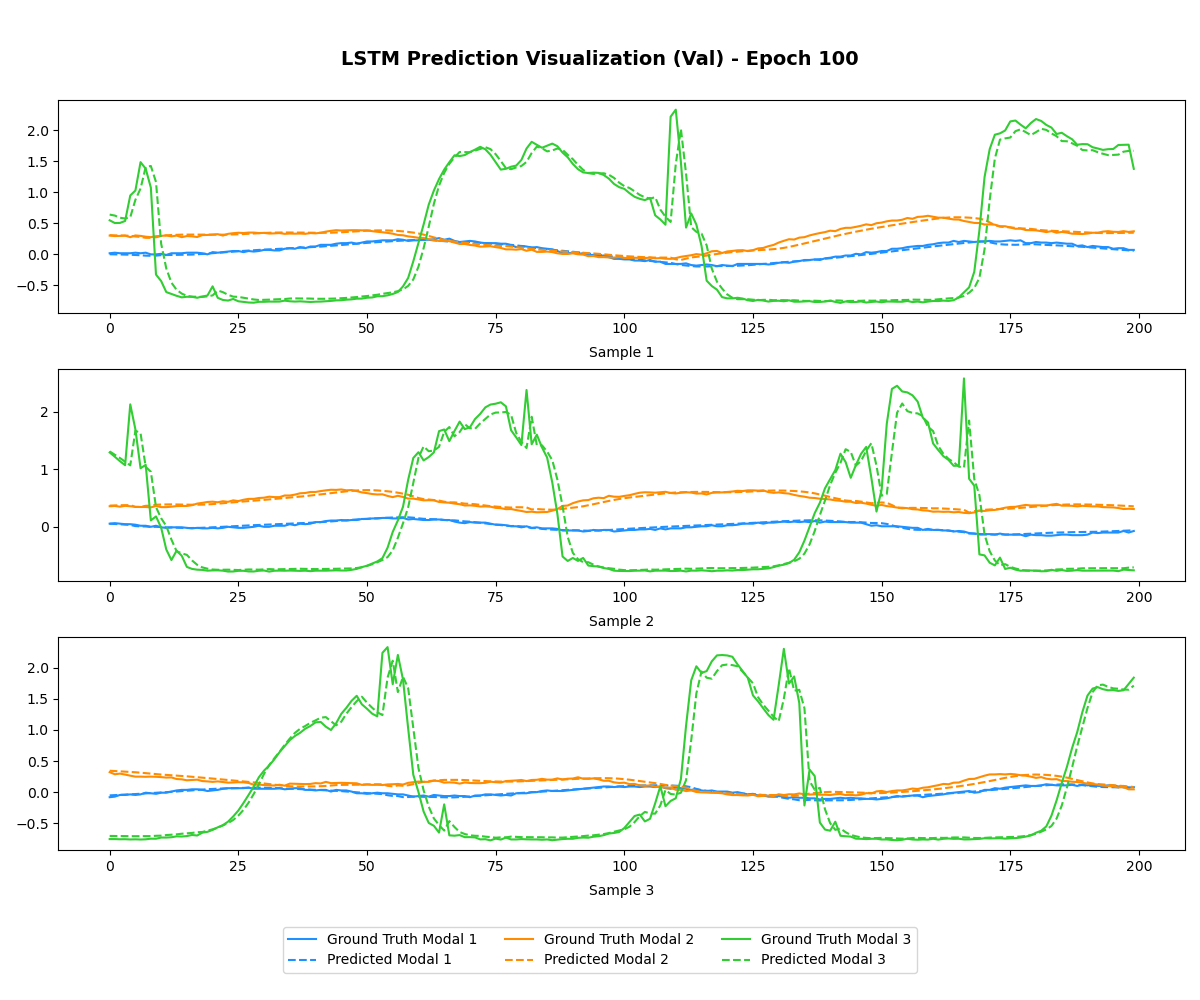 LSTM Prediction Visualization (Val) - Epoch 100
2.0
1.5
1.0
0.5
0.0
−0.5
0 25 50 75 100 125 150 175 200
Sample 1
2
1
0
0 25 50 75 100 125 150 175 200
Sample 2
2.0
1.5
1.0
0.5
0.0
−0.5
0 25 50 75 100 125 150 175 200
Sample 3
Ground Truth Modal 1 Ground Truth Modal 2 Ground Truth Modal 3
Predicted Modal 1 Predicted Modal 2 Predicted Modal 3